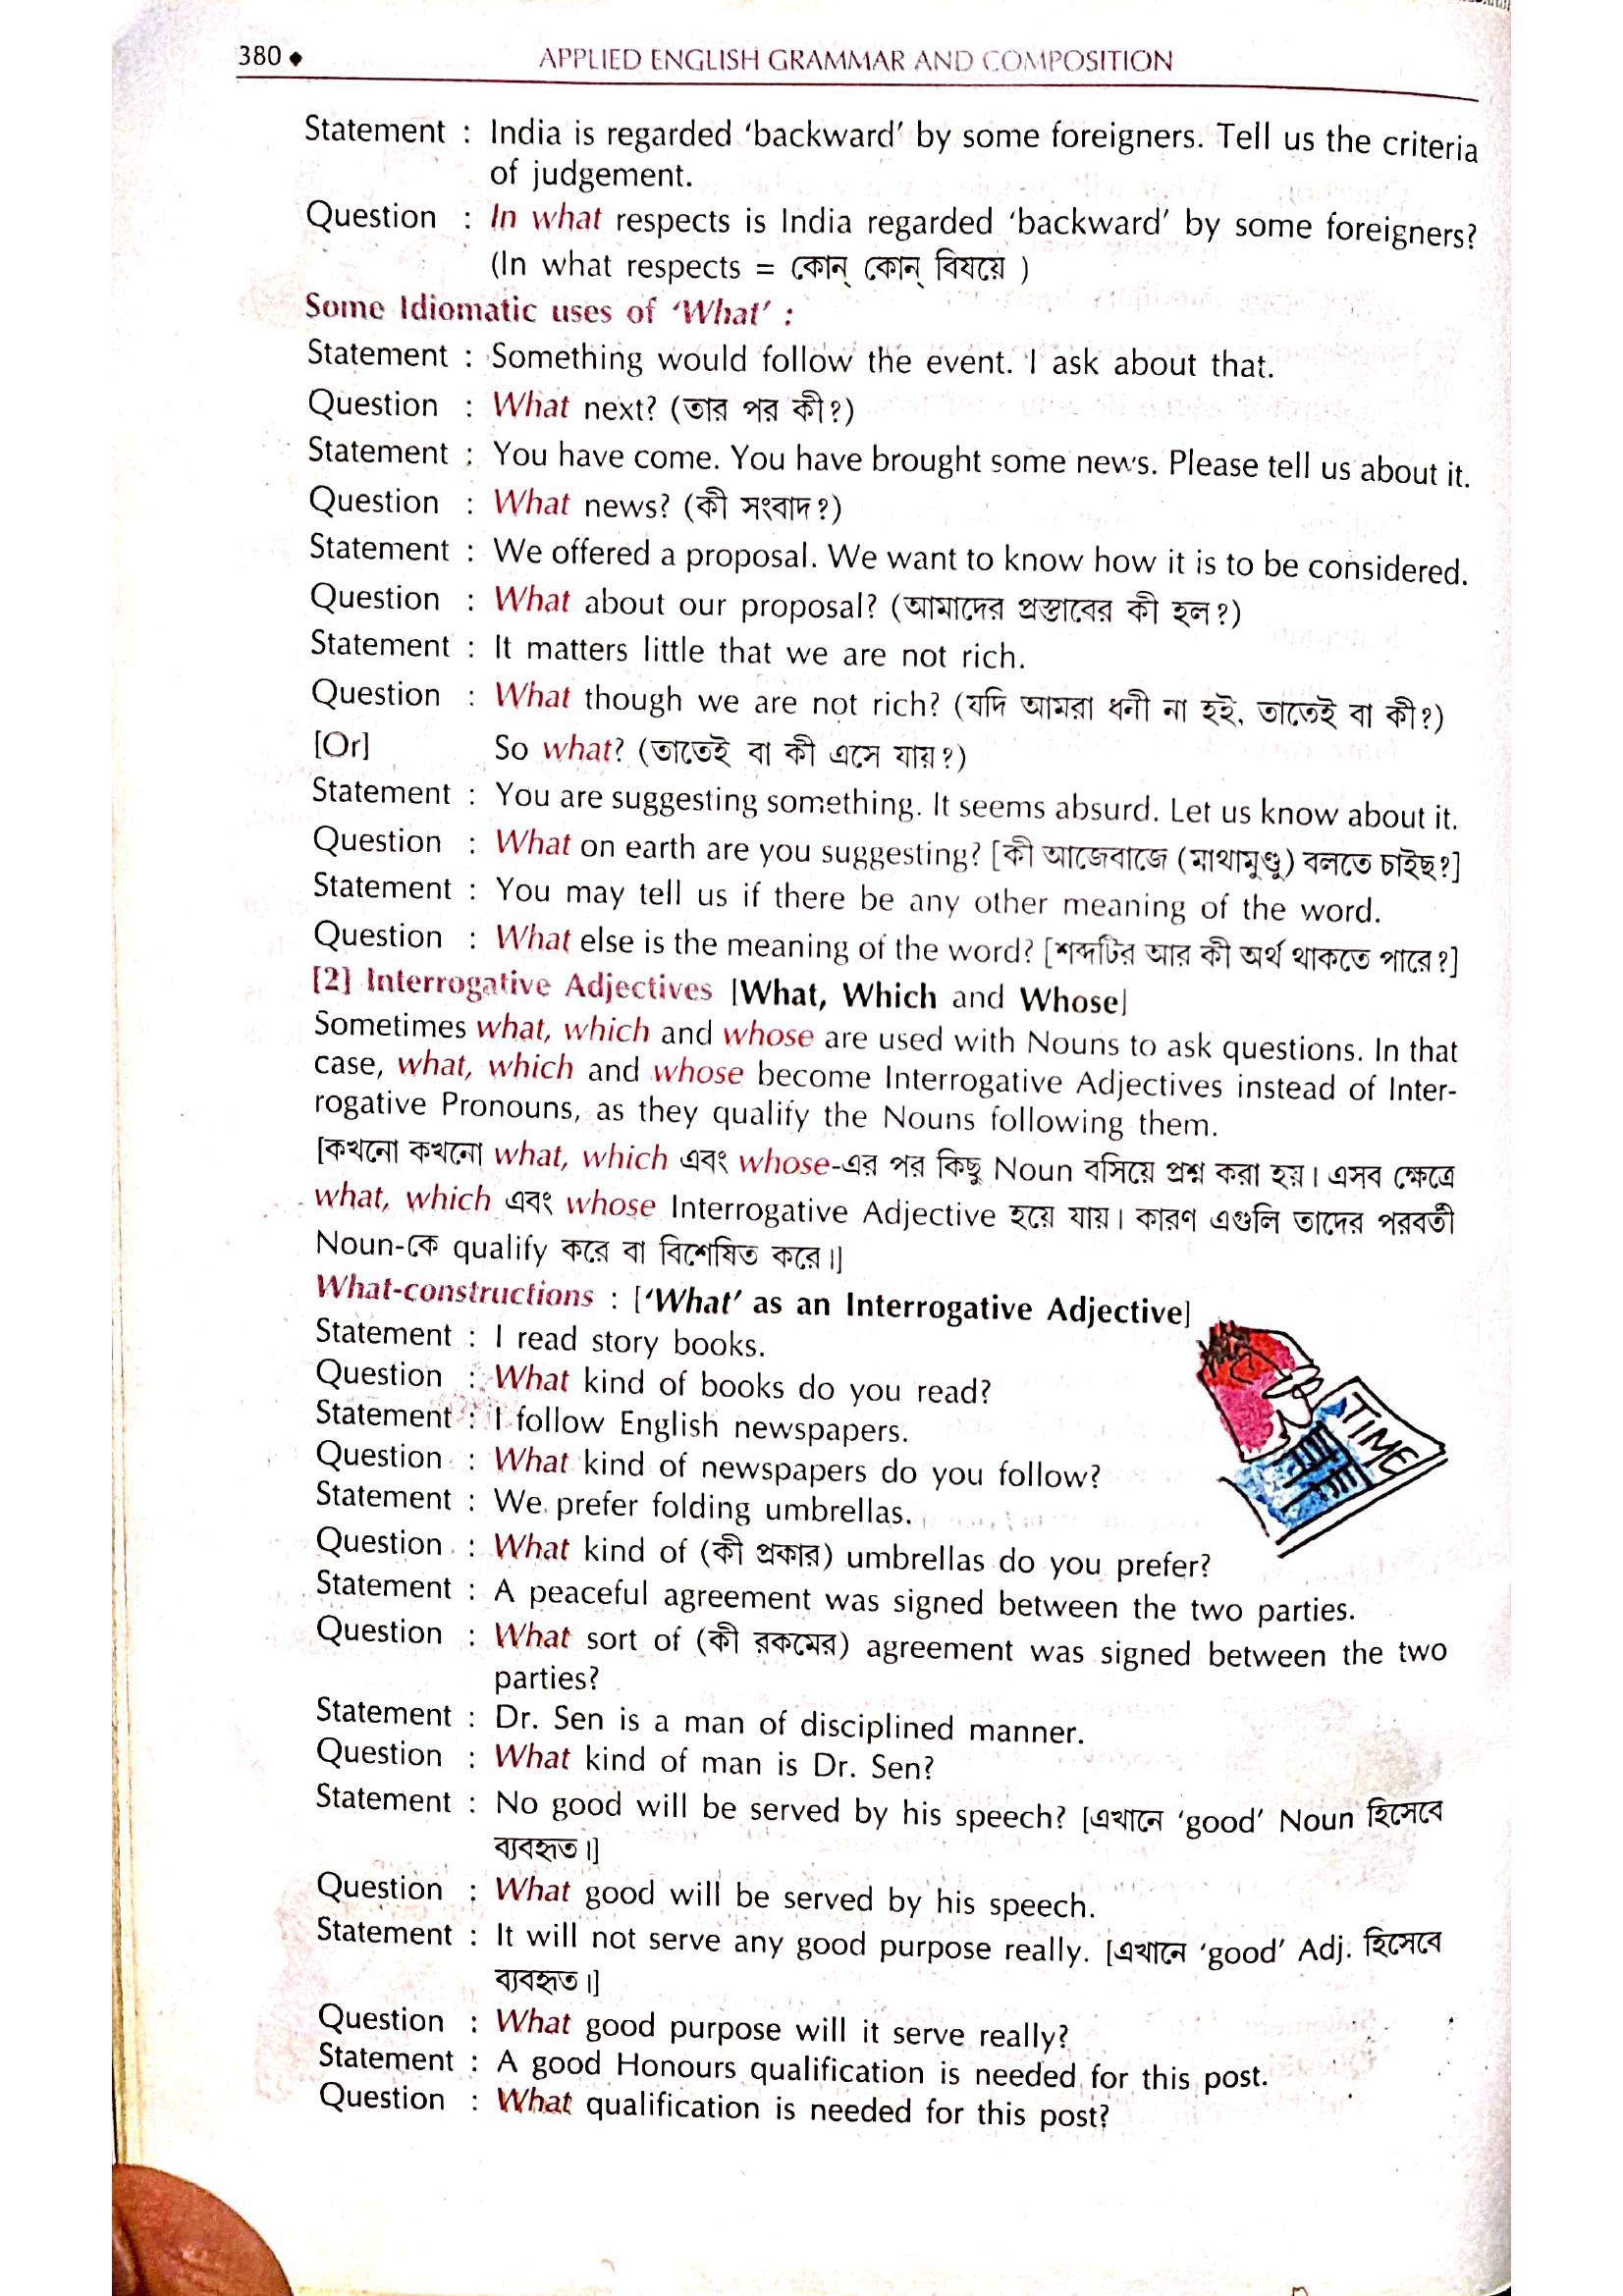 380 ◆ APPLIED ENGLISH GRAMMAR AND COMPOSITION
Statement : India is regarded ‘backward’ by some foreigners. Tell us the criteria
of judgement.
Question : In what respects is India regarded ‘backward’ by some foreigners?
(In what respects = কোন্ কোন্ বিষয়ে )
Some Idiomatic uses of ‘What’ :
Statement : Something would follow the event. I ask about that.
Question : What next? (তার পর কী?)
Statement : You have come. You have brought some news. Please tell us about it.
Question : What news? (কী সংবাদ?)
Statement : We offered a proposal. We want to know how it is to be considered.
Question : What about our proposal? (আমাদের প্রস্তাবের কী হল?)
Statement : It matters little that we are not rich.
Question : What though we are not rich? (যদি আমরা ধনী না হই, তাতেই বা কী?)
[Or] So what? (তাতেই বা কী এসে যায়?)
Statement : You are suggesting something. It seems absurd. Let us know about it.
Question : What on earth are you suggesting? [কী আজেবাজে (মাথামুণ্ডু) বলতে চাইছ?]
Statement : You may tell us if there be any other meaning of the word.
Question : What else is the meaning of the word? [শব্দটির আর কী অর্থ থাকতে পারে?]
[2] Interrogative Adjectives [What, Which and Whose]
Sometimes what, which and whose are used with Nouns to ask questions. In that
case, what, which and whose become Interrogative Adjectives instead of Inter-
rogative Pronouns, as they qualify the Nouns following them.
[কখনো কখনো what, which এবং whose-এর পর কিছু Noun বসিয়ে প্রশ্ন করা হয়। এসব ক্ষেত্রে
what, which এবং whose Interrogative Adjective হয়ে যায়। কারণ এগুলি তাদের পরবর্তী
Noun-কে qualify করে বা বিশেষিত করে।]
What-constructions : [‘What’ as an Interrogative Adjective]
Statement : I read story books.
Question : What kind of books do you read?
Statement : I follow English newspapers.
TIME
Question : What kind of newspapers do you follow?
Statement : We prefer folding umbrellas.
Question : What kind of (কী প্রকার) umbrellas do you prefer?
Statement : A peaceful agreement was signed between the two parties.
Question : What sort of (কী রকমের) agreement was signed between the two
parties?
Statement : Dr. Sen is a man of disciplined manner.
Question : What kind of man is Dr. Sen?
Statement : No good will be served by his speech? [এখানে ‘good’ Noun হিসেবে
ব্যবহৃত।]
Question : What good will be served by his speech.
Statement : It will not serve any good purpose really. [এখানে ‘good’ Adj. হিসেবে
ব্যবহৃত।]
Question : What good purpose will it serve really?
Statement : A good Honours qualification is needed for this post.
Question : What qualification is needed for this post?